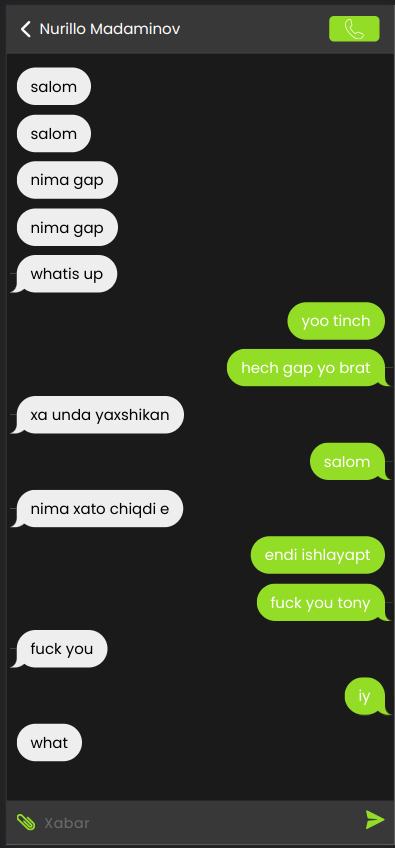 Nurillo Madaminov
salom
salom
nima gap
nima gap
whatis up
yoo tinch
hech gap yo brat
xa unda yaxshikan
salom
nima xato chiqdi e
endi ishlayapt
fuck you tony
fuck you
iy
what
Xabar